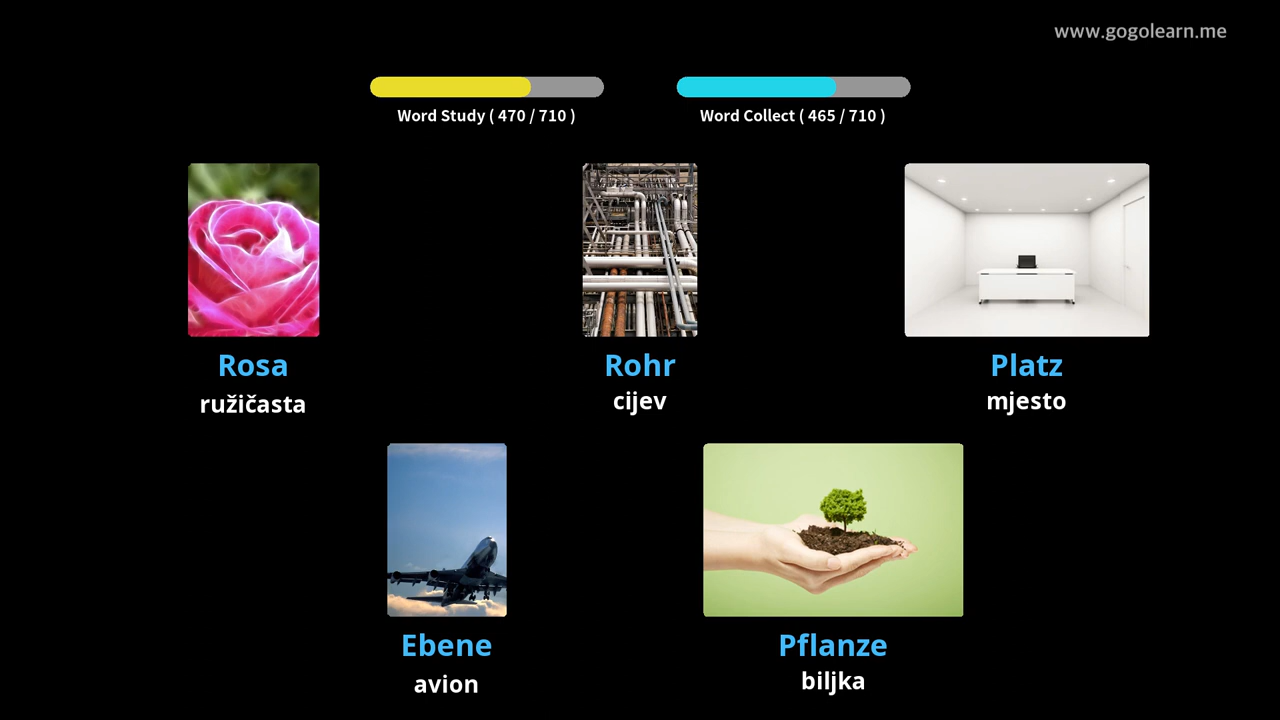 www.gogolearn.me
Word Study ( 470 / 710 )
Word Collect ( 465 / 710 )
Rosa
ružičasta
Rohr
cijev
Platz
mjesto
Ebene
avion
Pflanze
biljka